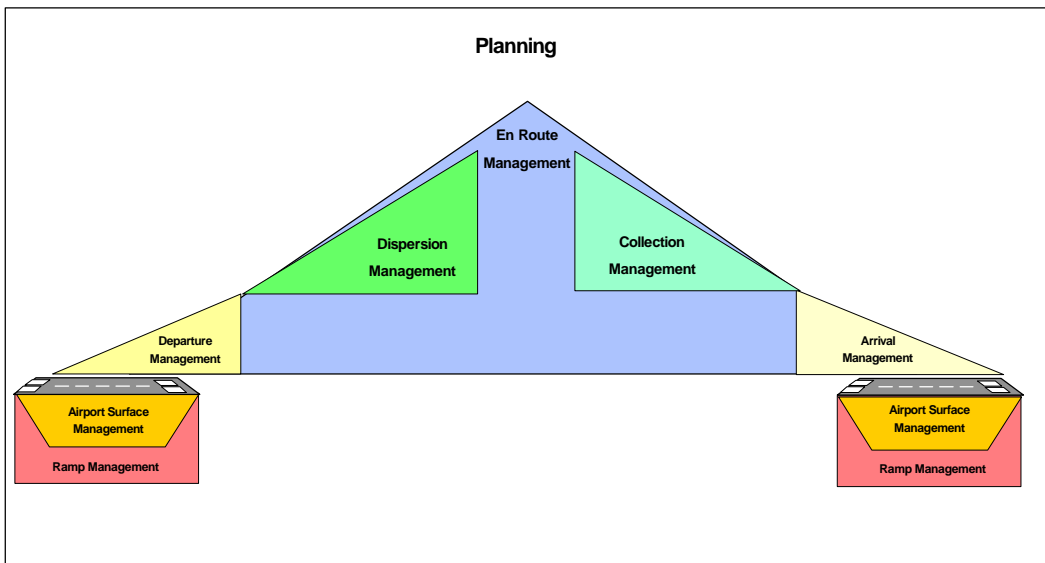 Planning
En Route
Management
Dispersion
Management
Collection
Management
Departure
Management
Arrival
Management
Airport Surface
Management
Ramp Management
Airport Surface
Management
Ramp Management